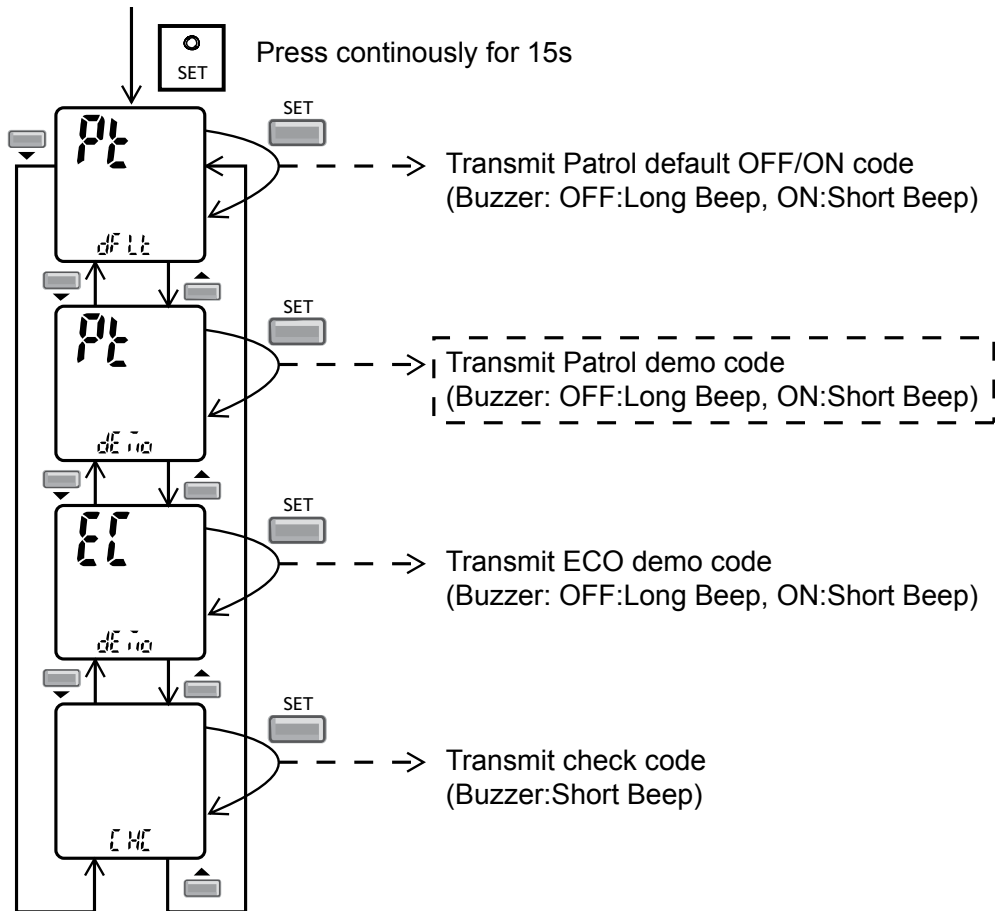 SET
Press continously for 15s
Pt
dFLt
SET
Transmit Patrol default OFF/ON code
(Buzzer: OFF:Long Beep, ON:Short Beep)
Pt
dEmo
SET
Transmit Patrol demo code
(Buzzer: OFF:Long Beep, ON:Short Beep)
EC
dEmo
SET
Transmit ECO demo code
(Buzzer: OFF:Long Beep, ON:Short Beep)
CHC
SET
Transmit check code
(Buzzer:Short Beep)